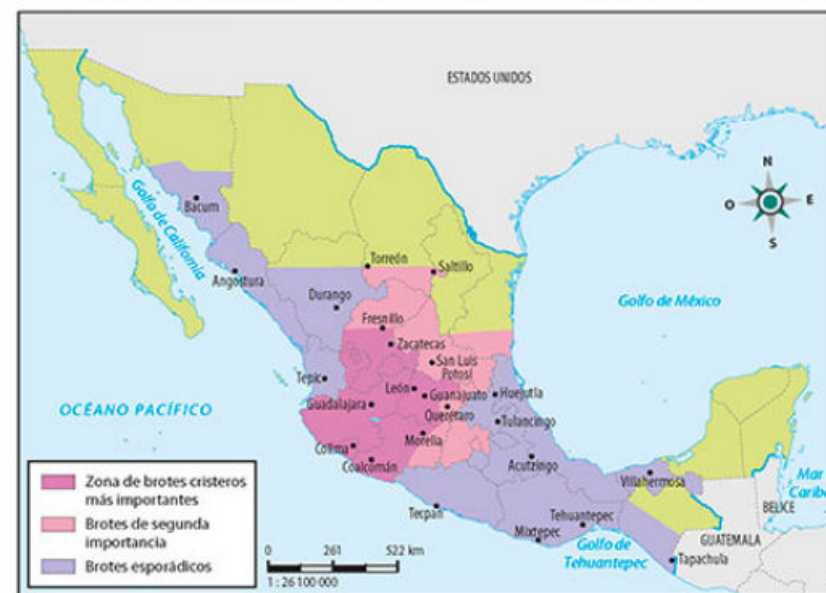 ESTADOS UNIDOS
N
O
E
S
Bacum
Golfo de California
Angostura
Torreón
Saltillo
Durango
Golfo de México
Fresnillo
Zacatecas
San Luis
Potosí
Tepic
León
Guanajuato
Huejutla
OCÉANO PACÍFICO
Guadalajara
Querétaro
Tulancingo
Colima
Morelia
Coalcomán
Acutzingo
Villahermosa
Mar
Caribe
Tecpan
Tehuantepec
Mixtepec
BELICE
GUATEMALA
Golfo de
Tehuantepec
Tapachula
Zona de brotes cristeros
más importantes
Brotes de segunda
importancia
Brotes esporádicos
0 261 522 km
1 : 26 100 000